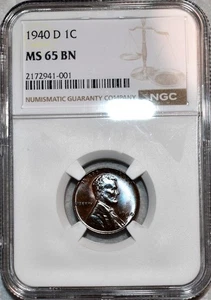 1940 D 1C
MS 65 BN
2172941-001
NUMISMATIC GUARANTY COMPANY
NGC